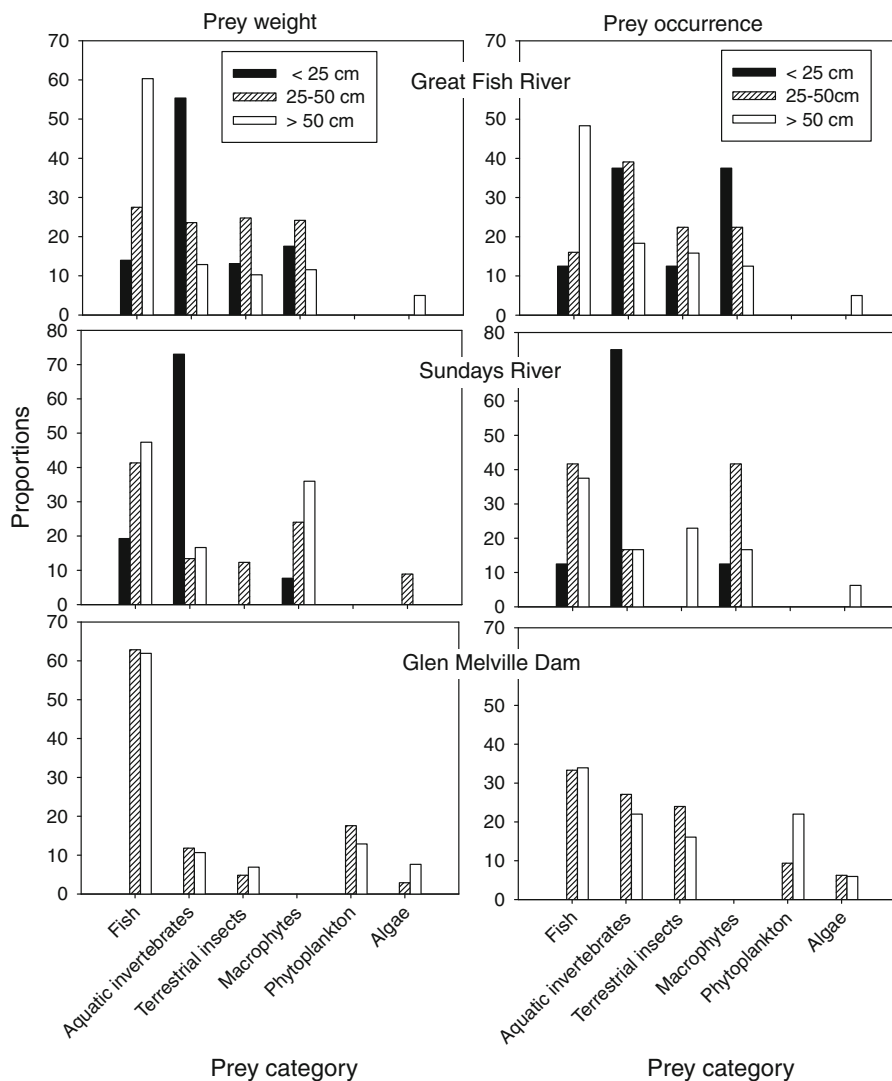 Prey weight
Prey occurrence
70
60
50
40
30
20
10
0
< 25 cm
25-50 cm
> 50 cm
Great Fish River
70
50
40
30
20
10
0
< 25 cm
25-50cm
> 50 cm
Proportions
80
70
60
50
40
30
20
10
0
Sundays River
80
60
50
40
30
20
10
0
70
60
50
40
30
20
10
0
Glen Melville Dam
70
50
40
30
20
10
0
Fish
Aquatic invertebrates
Terrestrial insects
Macrophytes
Phytoplankton
Algae
Fish
Aquatic invertebrates
Terrestrial insects
Macrophytes
Phytoplankton
Algae
Prey category
Prey category